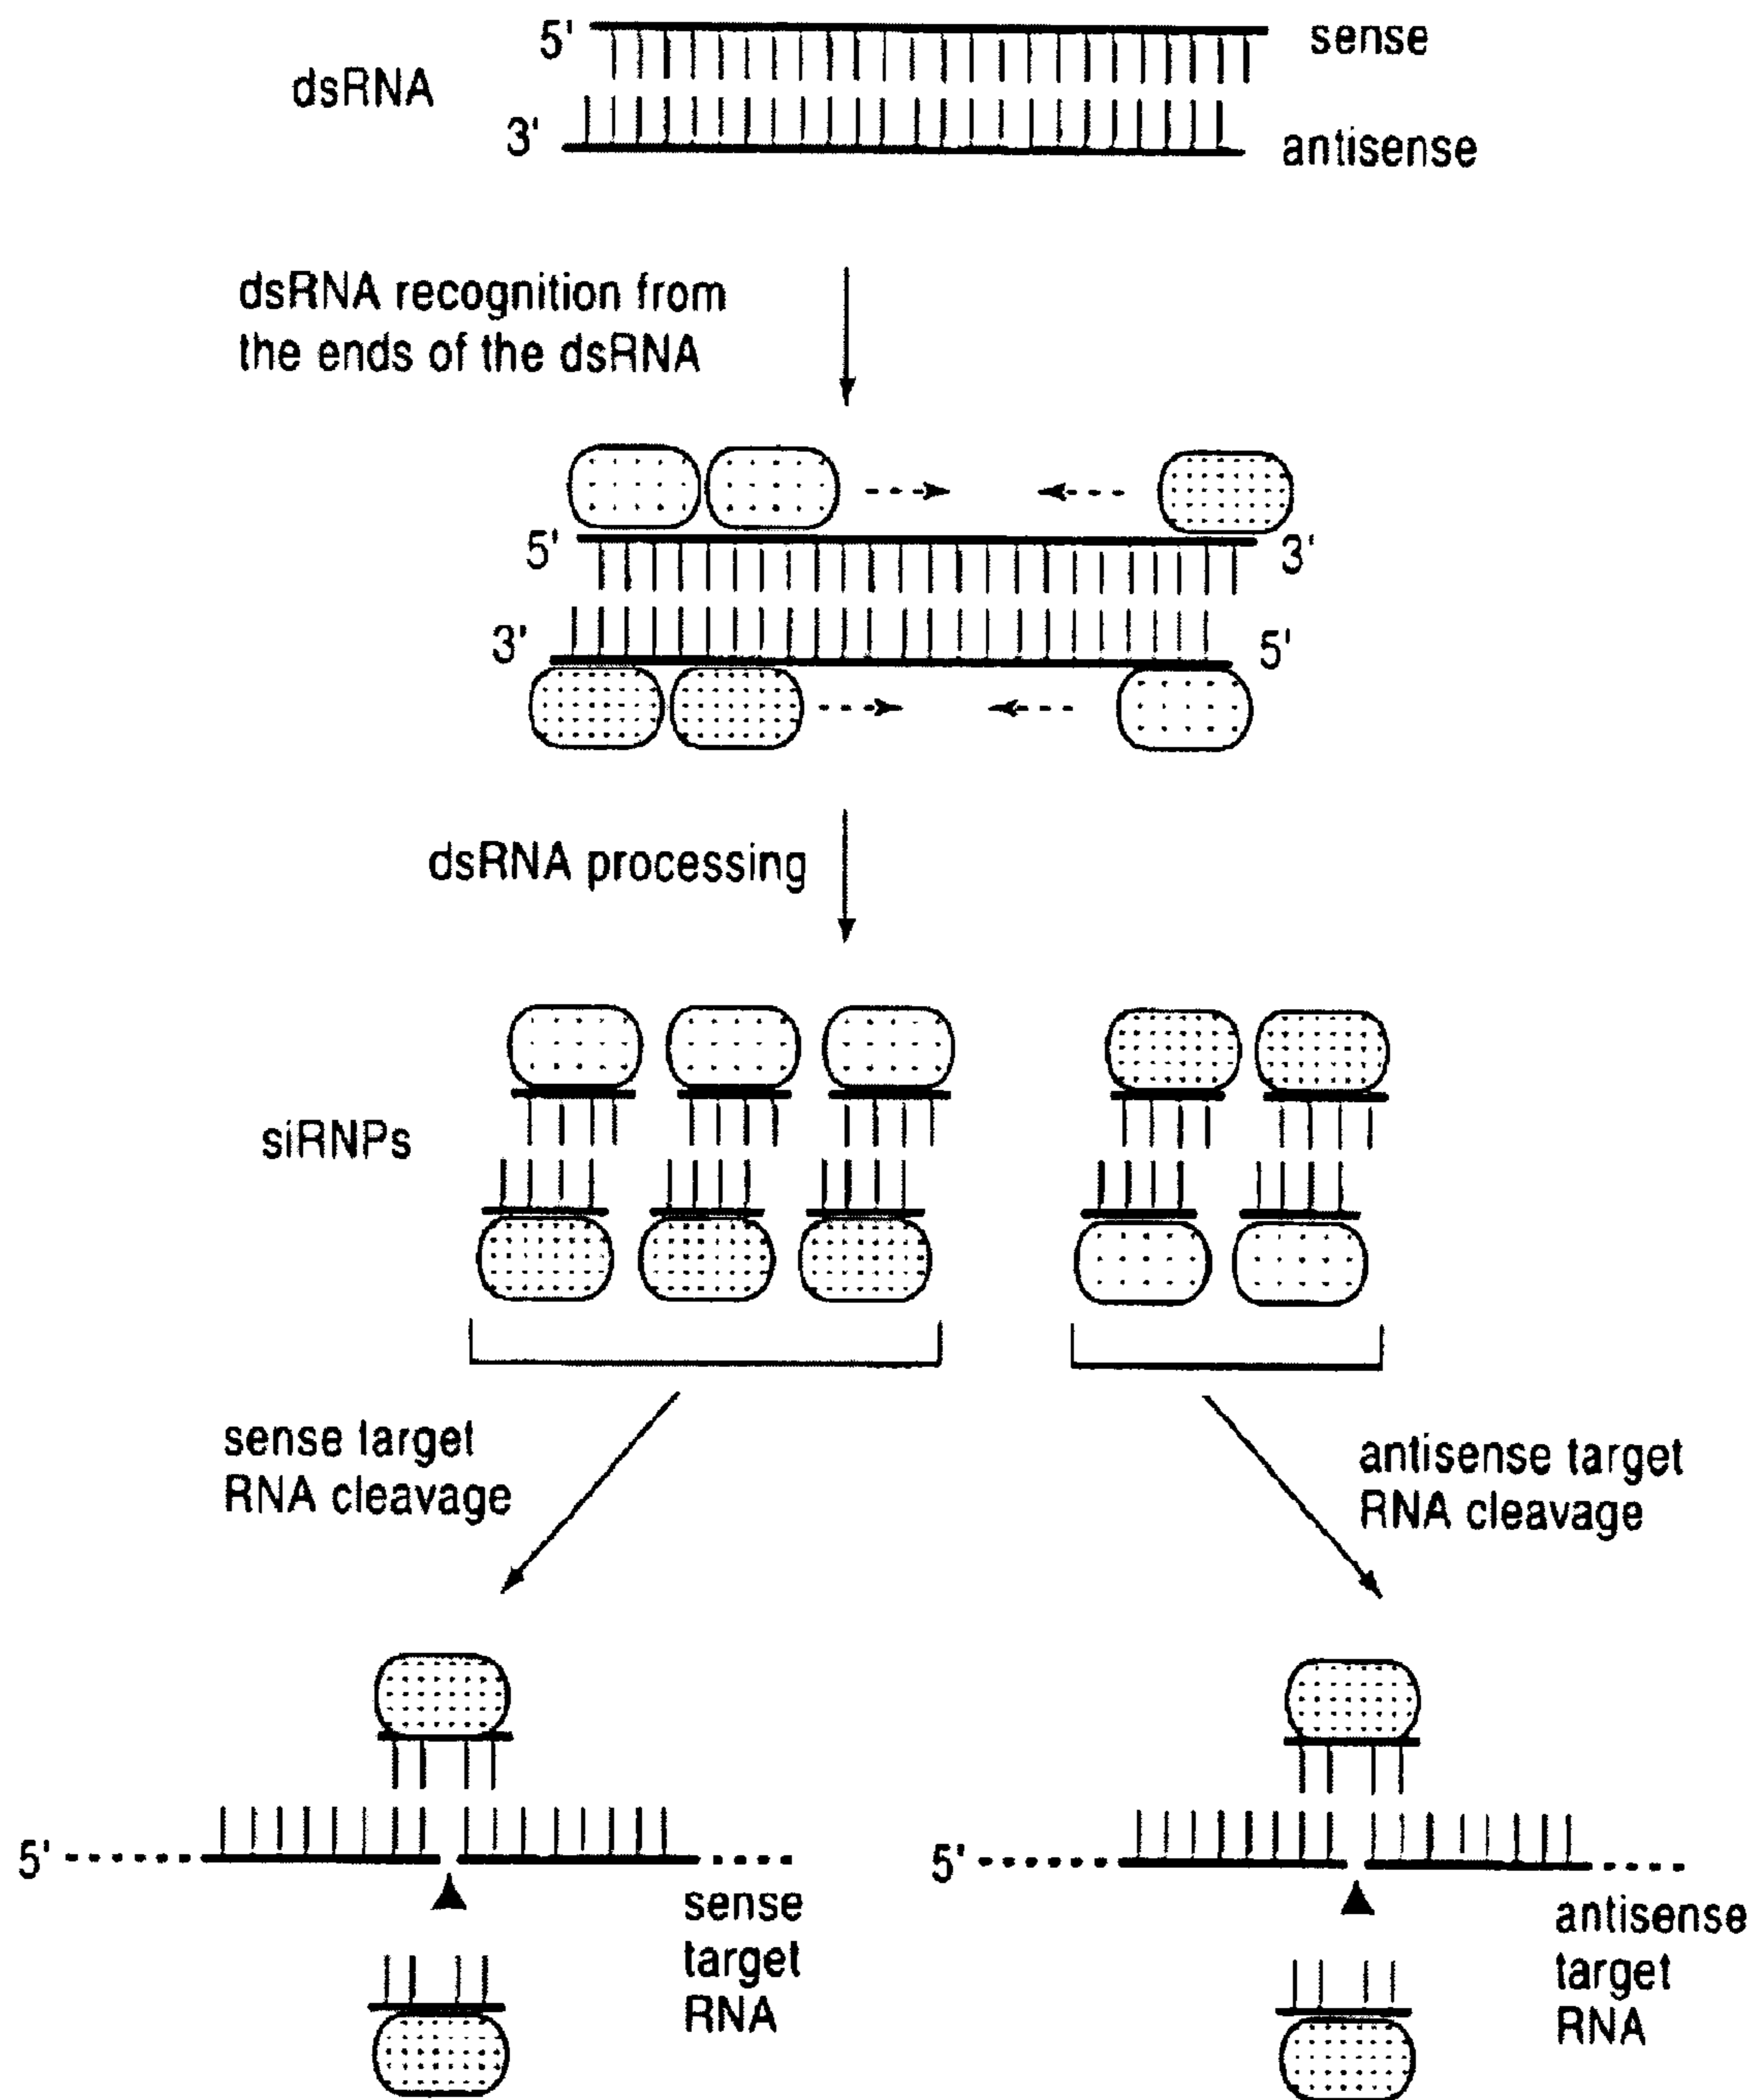 5'
sense
dsRNA
3'
antisense
dsRNA recognition from
the ends of the dsRNA
5'
3'
3'
5'
dsRNA processing
siRNPs
sense target
RNA cleavage
antisense target
RNA cleavage
5'
sense
target
RNA
5'
antisense
target
RNA